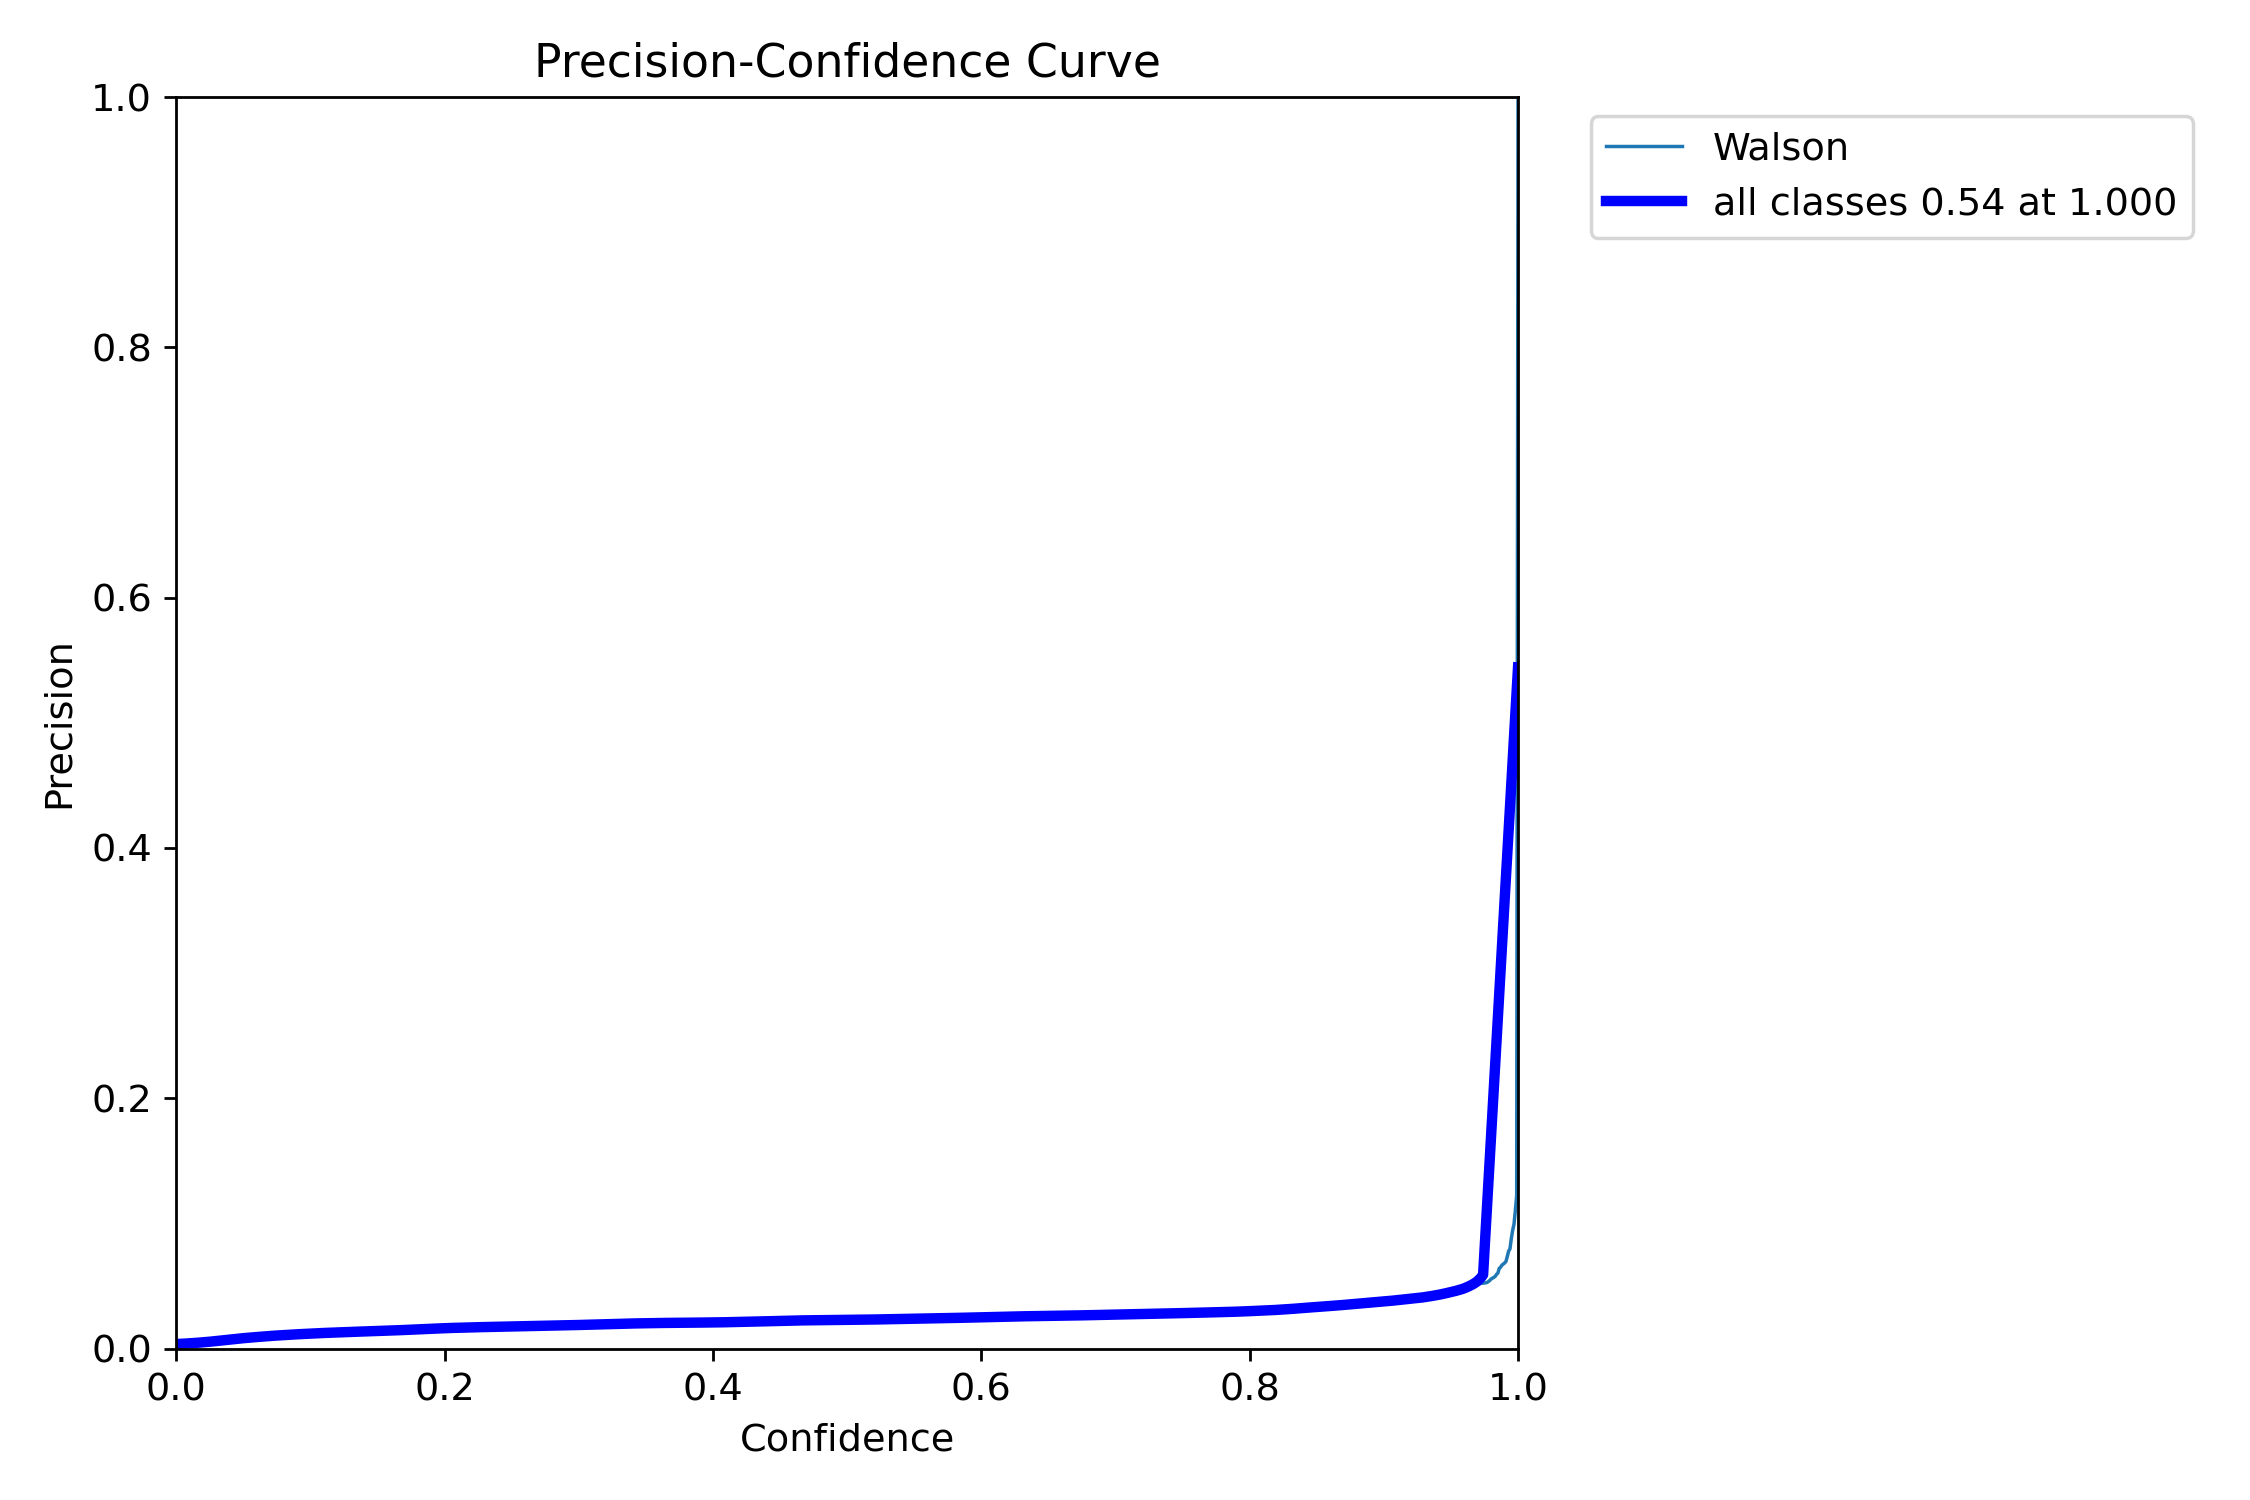 Precision-Confidence Curve
Walson
all classes 0.54 at 1.000
Precision
1.0
0.8
0.6
0.4
0.2
0.0
0.0 0.2 0.4 0.6 0.8 1.0
Confidence